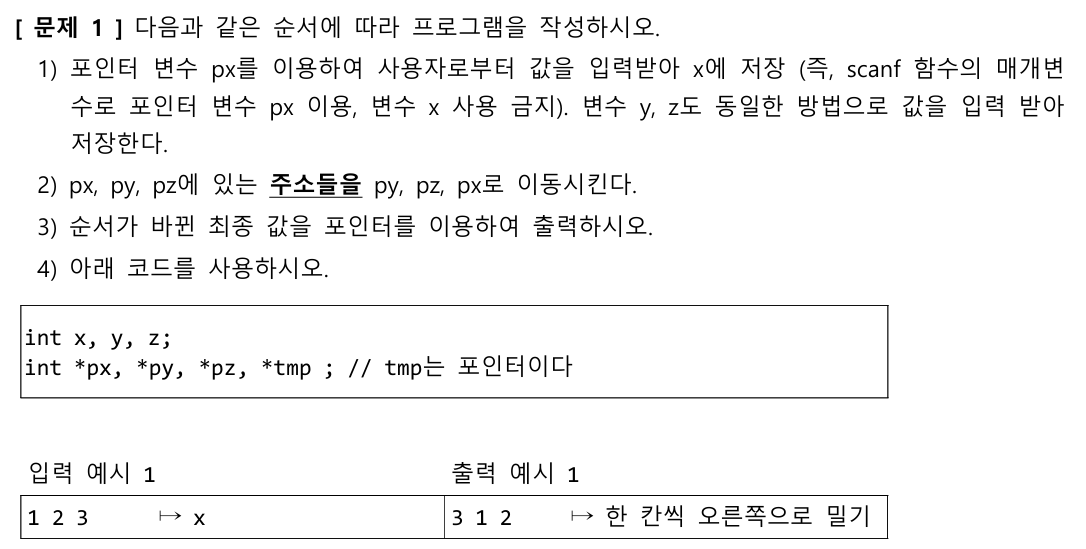 [ 문제 1 ] 다음과 같은 순서에 따라 프로그램을 작성하시오.
1) 포인터 변수 px를 이용하여 사용자로부터 값을 입력받아 x에 저장 (즉, scanf 함수의 매개변
수로 포인터 변수 px 이용, 변수 x 사용 금지). 변수 y, z도 동일한 방법으로 값을 입력 받아
저장한다.
2) px, py, pz에 있는 주소들을 py, pz, px로 이동시킨다.
3) 순서가 바뀐 최종 값을 포인터를 이용하여 출력하시오.
4) 아래 코드를 사용하시오.
int x, y, z;
int *px, *py, *pz, *tmp ; // tmp는 포인터이다
입력 예시 1 출력 예시 1
1 2 3 ↦ x 3 1 2 ↦ 한 칸씩 오른쪽으로 밀기